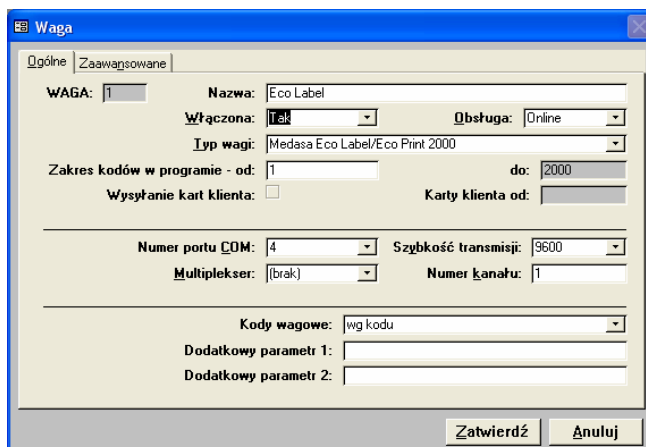 Waga
Ogólne Zaawansowane
WAGA: 1 Nazwa: Eco Label
Włączona: Tak Obsługa: Online
Typ wagi: Medasa Eco Label/Eco Print 2000
Zakres kodów w programie - od: 1 do: 2000
Wysyłanie kart klienta: Karty klienta od:
Numer portu COM: 4 Szybkość transmisji: 9600
Multiplekser: (brak) Numer kanału: 1
Kody wagowe: wg kodu
Dodatkowy parametr 1:
Dodatkowy parametr 2:
Zatwierdź Anuluj